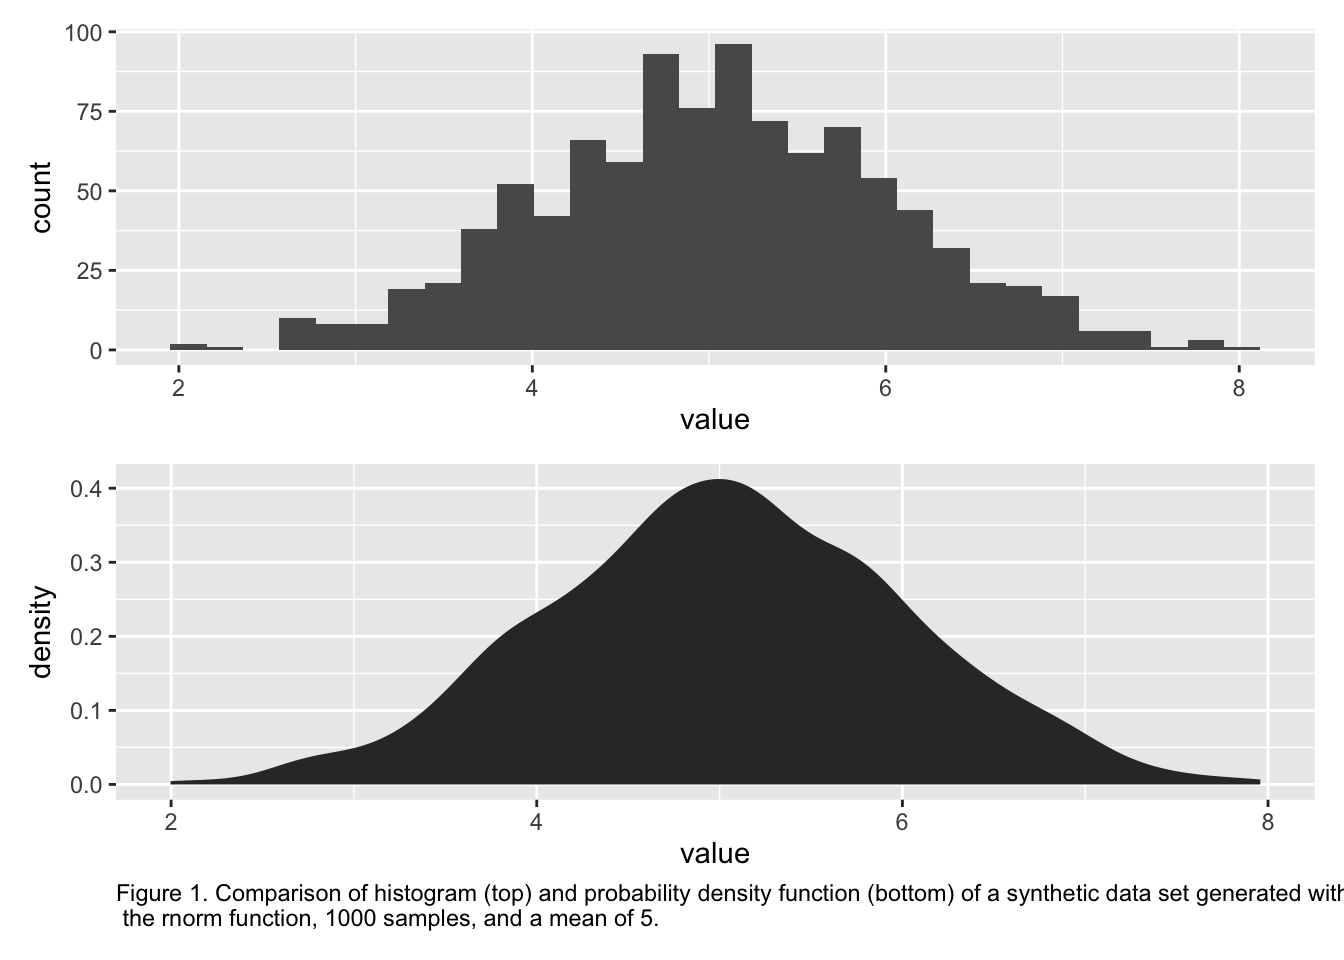 100
75
50
25
0
count
2 4 6 8
value
0.4
0.3
0.2
0.1
0.0
density
2 4 6 8
value
Figure 1. Comparison of histogram (top) and probability density function (bottom) of a synthetic data set generated with
the rnorm function, 1000 samples, and a mean of 5.